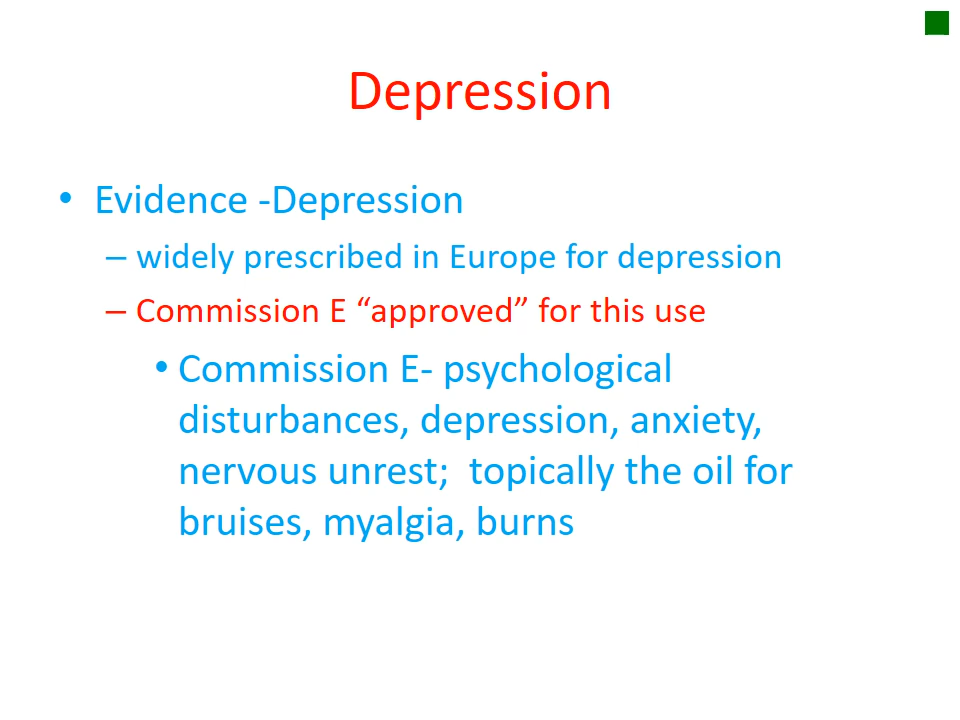 Depression
• Evidence -Depression
– widely prescribed in Europe for depression
– Commission E “approved” for this use
• Commission E- psychological
disturbances, depression, anxiety,
nervous unrest;  topically the oil for
bruises, myalgia, burns